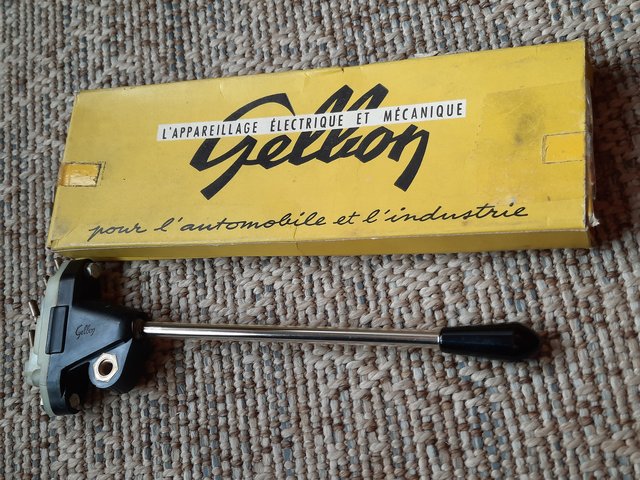 L'APPAREILLAGE ÉLECTRIQUE ET MÉCANIQUE
Gelbon
pour l'automobile et l'industrie
Gelbon